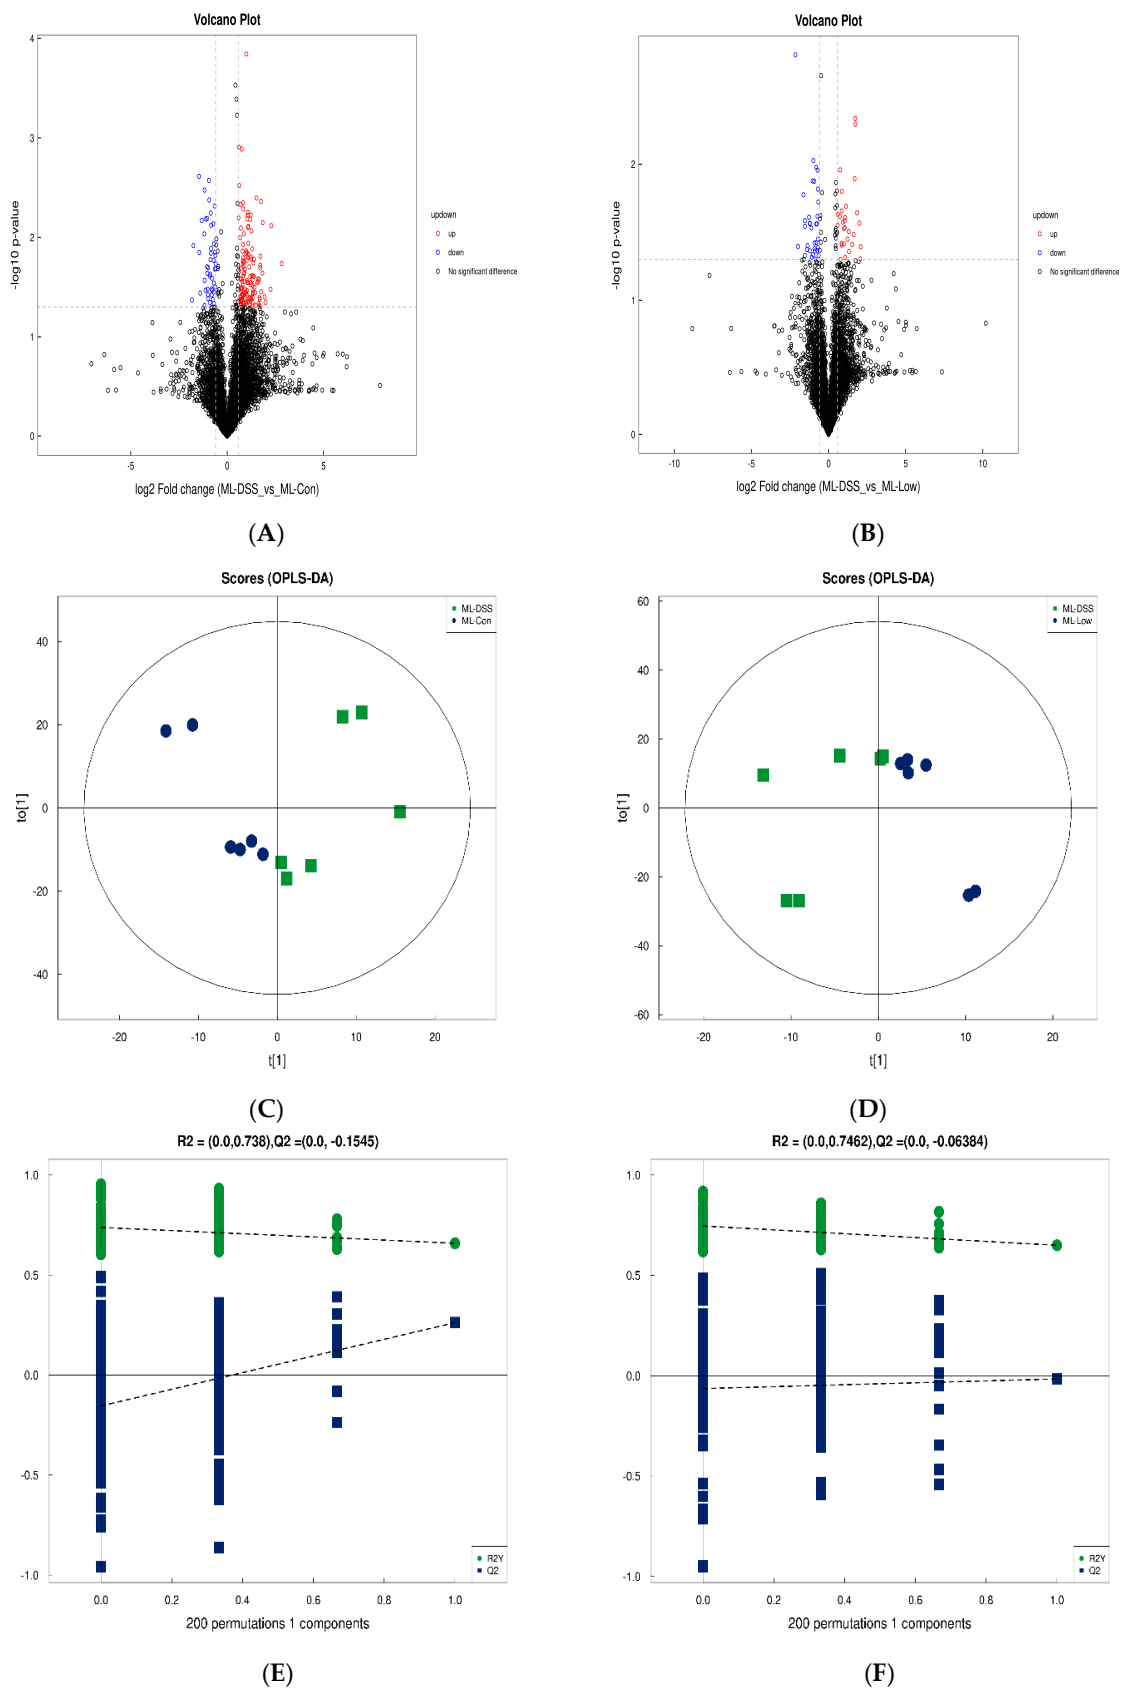 Volcano Plot
4
3
2
1
0
-log10 p-value
-5
0
5
log2 Fold change (ML-DSS_vs_ML-Con)
updown
up
down
No significant difference
(A)
Volcano Plot
2
1
0
-log10 p-value
-10
-5
0
5
10
log2 Fold change (ML-DSS_vs_ML-Low)
updown
up
down
No significant difference
(B)
Scores (OPLS-DA)
ML-DSS
ML-Con
40
20
0
-20
-40
to[1]
-20
-10
0
10
20
t[1]
(C)
Scores (OPLS-DA)
ML-DSS
ML-Low
60
40
20
0
-20
-40
-60
to[1]
-20
-10
0
10
20
t[1]
(D)
R2 = (0.0,0.738),Q2 =(0.0, -0.1545)
1.0
0.5
0.0
-0.5
-1.0
R2Y
Q2
0.0
0.2
0.4
0.6
0.8
1.0
200 permutations 1 components
(E)
R2 = (0.0,0.7462),Q2 =(0.0, -0.06384)
1.0
0.5
0.0
-0.5
-1.0
R2Y
Q2
0.0
0.2
0.4
0.6
0.8
1.0
200 permutations 1 components
(F)